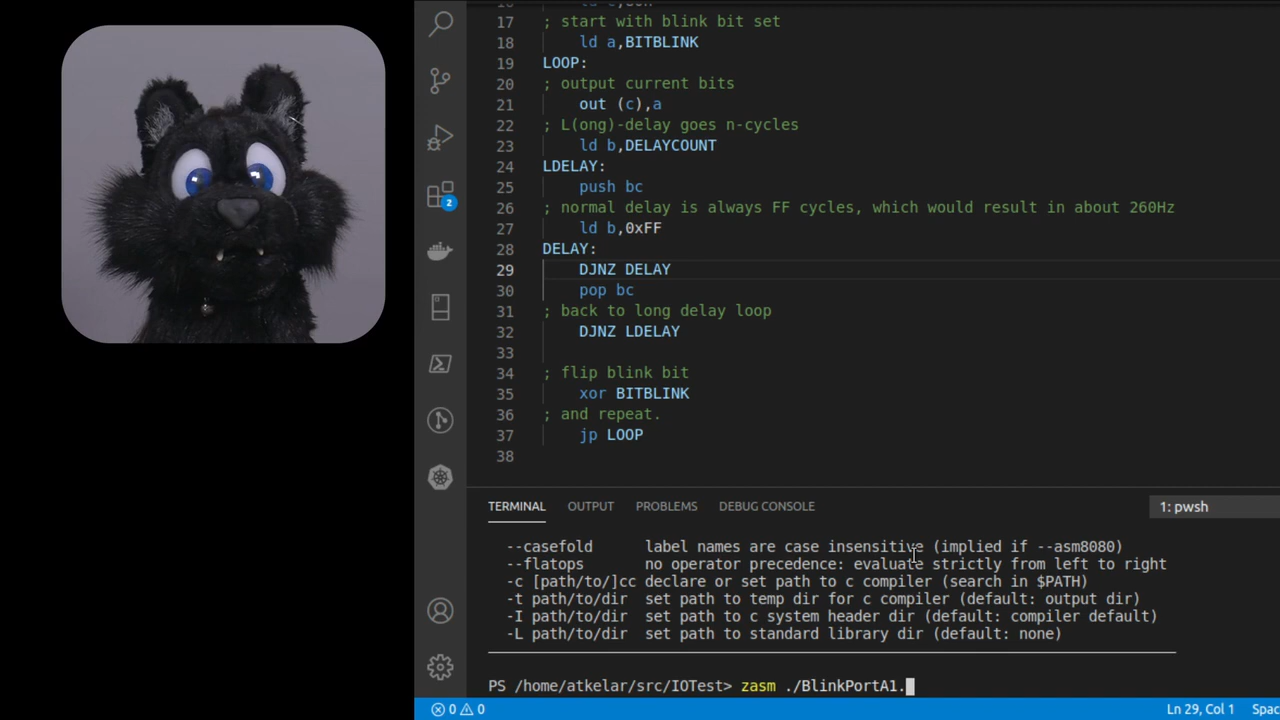 17 ; start with blink bit set
18 ld a,BITBLINK
19 LOOP:
20 ; output current bits
21 out (c),a
22 ; L(ong)-delay goes n-cycles
23 ld b,DELAYCOUNT
24 LDELAY:
25 push bc
26 ; normal delay is always FF cycles, which would result in about 260Hz
27 ld b,0xFF
28 DELAY:
29 DJNZ DELAY
30 pop bc
31 ; back to long delay loop
32 DJNZ LDELAY
33
34 ; flip blink bit
35 xor BITBLINK
36 ; and repeat.
37 jp LOOP
38
2
TERMINAL OUTPUT PROBLEMS DEBUG CONSOLE 1: pwsh
--casefold label names are case insensitive (implied if --asm8080)
--flatops no operator precedence: evaluate strictly from left to right
-c [path/to/]cc declare or set path to c compiler (search in $PATH)
-t path/to/dir set path to temp dir for c compiler (default: output dir)
-I path/to/dir set path to c system header dir (default: compiler default)
-L path/to/dir set path to standard library dir (default: none)
PS /home/atkelar/src/IOTest> zasm ./BlinkPortA1.
0 0 Ln 29, Col 1 Spac